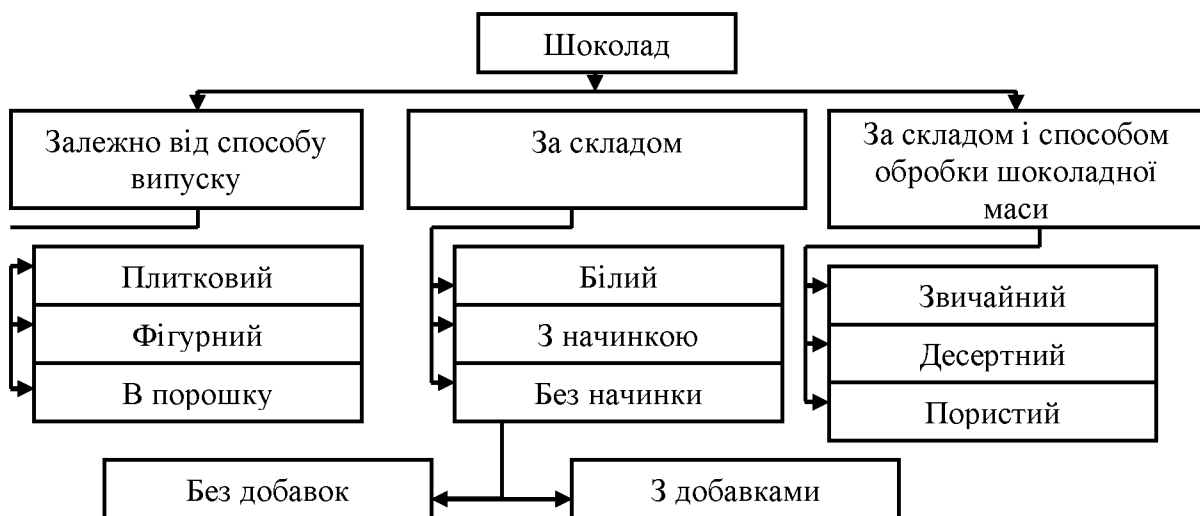 Шоколад
Залежно від способу
випуску
За складом
За складом і способом
обробки шоколадної
маси
Плитковий
Фігурний
В порошку
Білий
З начинкою
Без начинки
Звичайний
Десертний
Пористий
Без добавок
З добавками